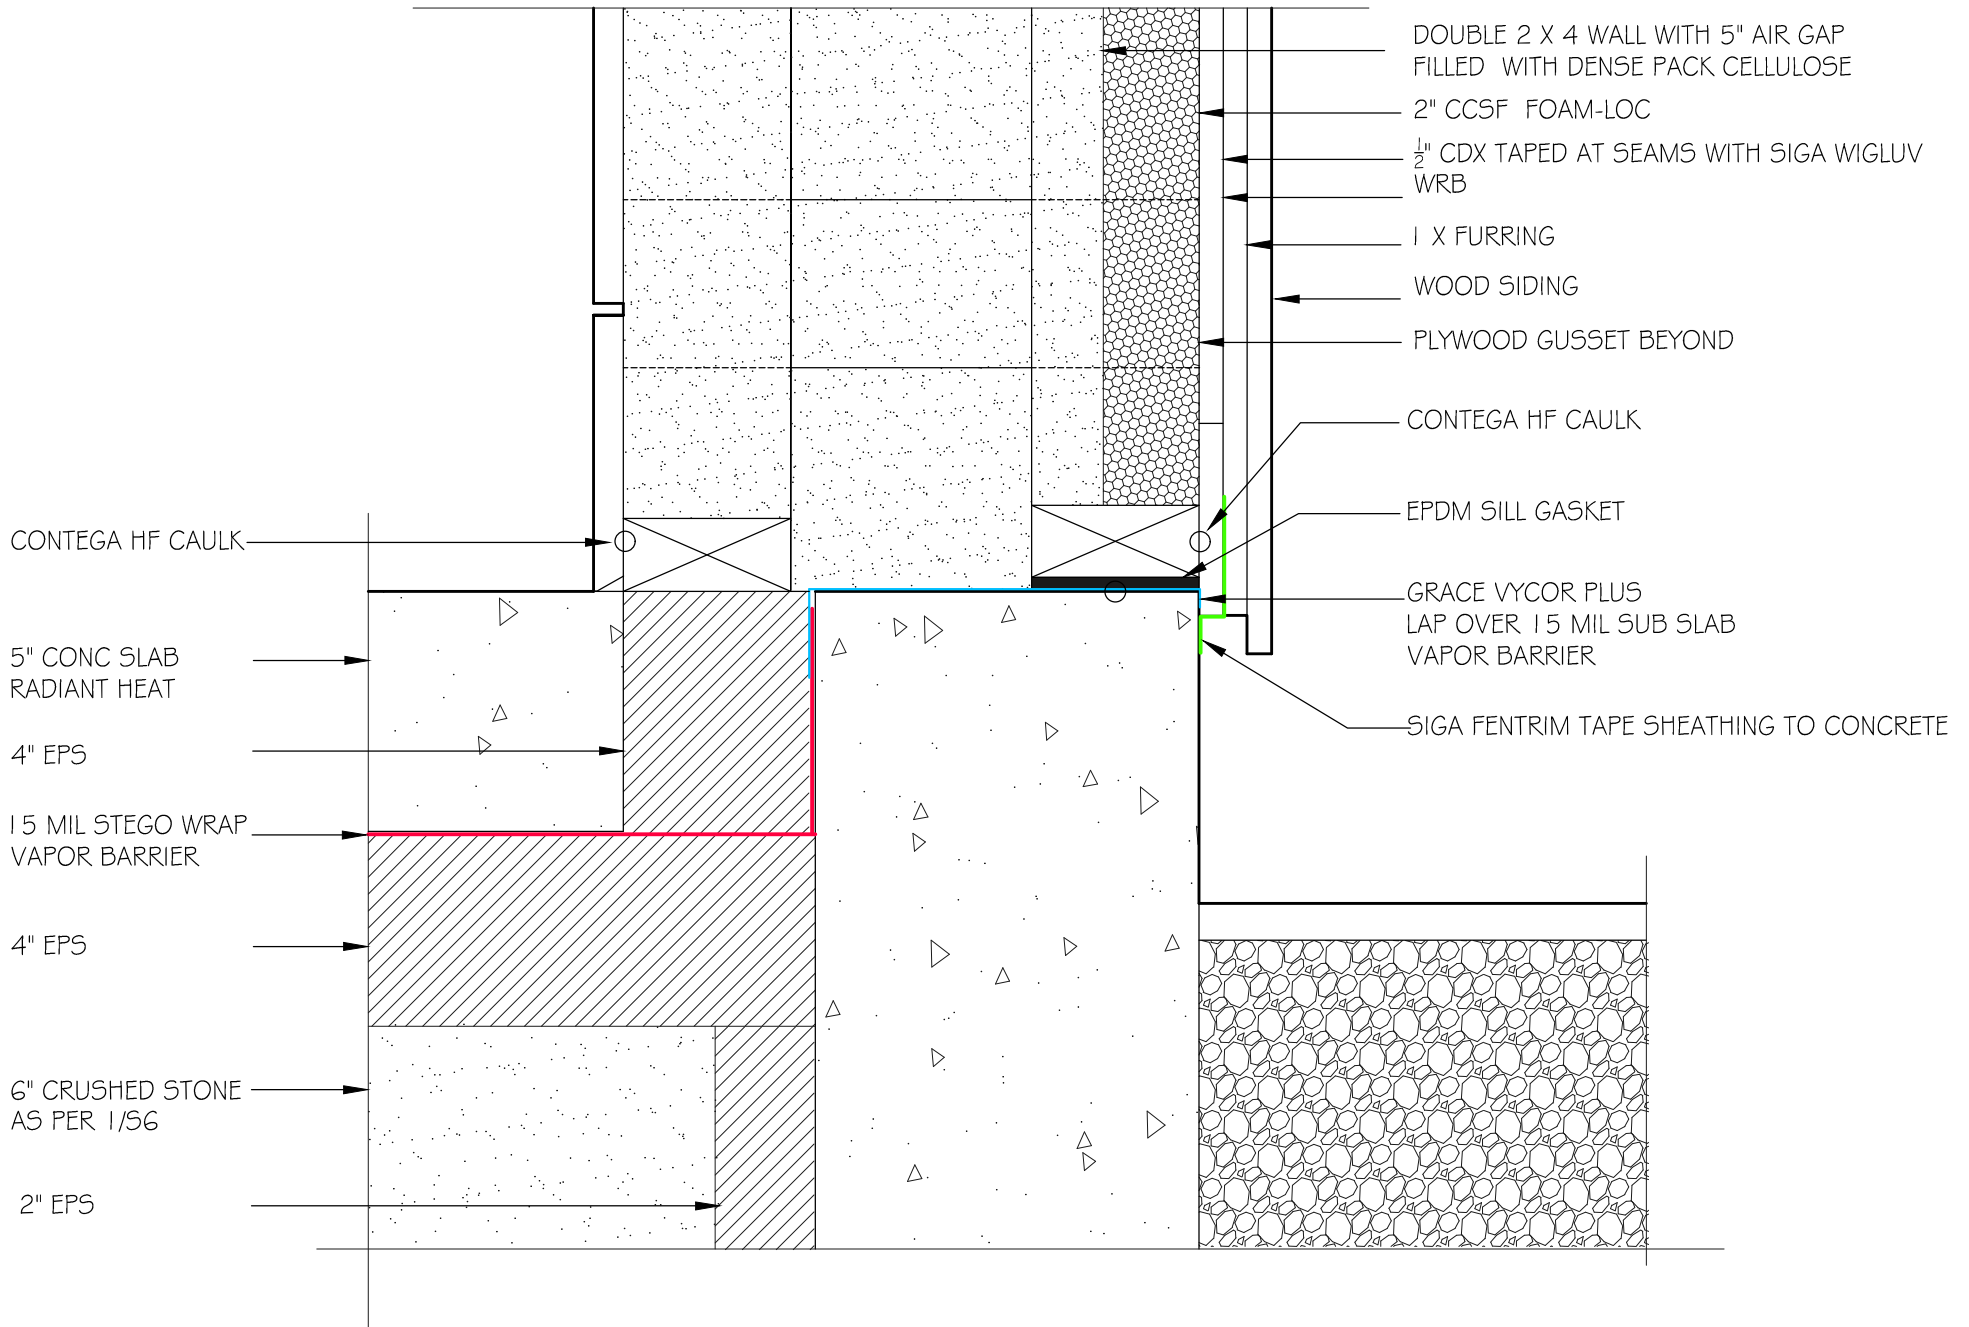 DOUBLE 2 X 4 WALL WITH 5" AIR GAP
FILLED WITH DENSE PACK CELLULOSE
2" CCSF FOAM-LOC
1/2" CDX TAPED AT SEAMS WITH SIGA WIGLUV
WRB
1 X FURRING
WOOD SIDING
PLYWOOD GUSSET BEYOND
CONTEGA HF CAULK
EPDM SILL GASKET
GRACE VYCOR PLUS
LAP OVER 15 MIL SUB SLAB
VAPOR BARRIER
SIGA FENTRIM TAPE SHEATHING TO CONCRETE
CONTEGA HF CAULK
5" CONC SLAB
RADIANT HEAT
4" EPS
15 MIL STEGO WRAP
VAPOR BARRIER
4" EPS
6" CRUSHED STONE
AS PER 1/S6
2" EPS